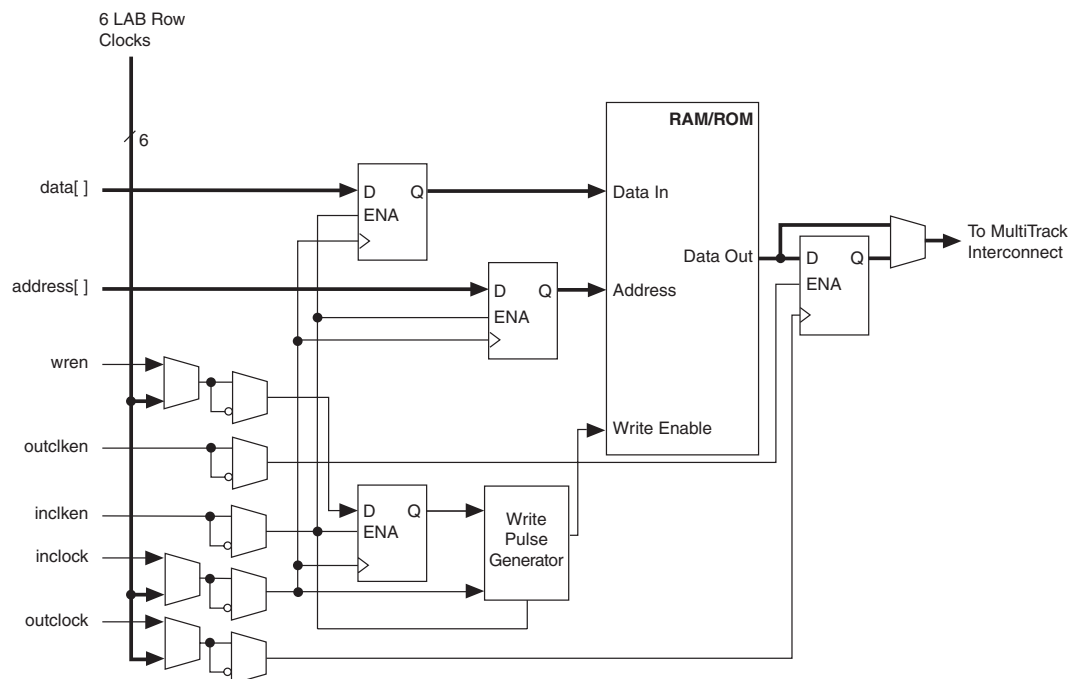 6 LAB Row
Clocks
6
RAM/ROM
data[ ]
D Q
ENA
Data In
Data Out
D Q
ENA
To MultiTrack
Interconnect
address[ ]
D Q
ENA
Address
wren
Write Enable
outclken
inclken
D Q
ENA
Write
Pulse
Generator
inclock
outclock